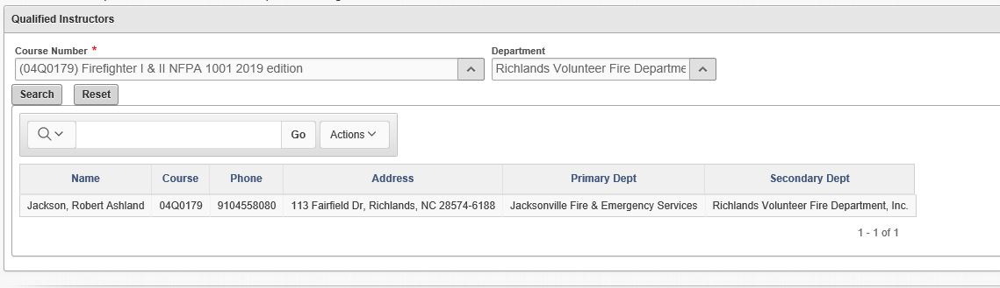 Qualified Instructors
Course Number *
Department
(04Q0179) Firefighter I & II NFPA 1001 2019 edition
Richlands Volunteer Fire Departme
Search Reset
Go Actions
Name Course Phone Address Primary Dept Secondary Dept
Jackson, Robert Ashland 04Q0179 9104558080 113 Fairfield Dr, Richlands, NC 28574-6188 Jacksonville Fire & Emergency Services Richlands Volunteer Fire Department, Inc.
1 - 1 of 1